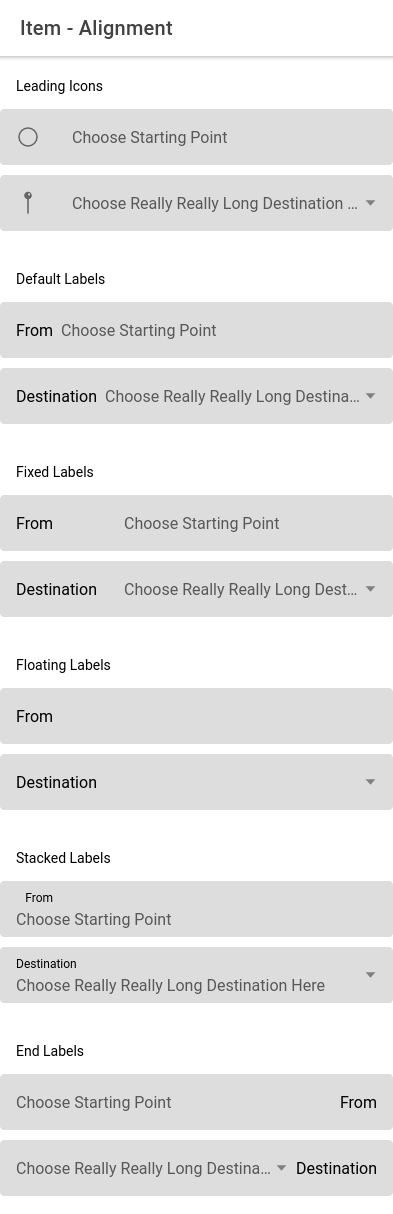 Item - Alignment
Leading Icons
Choose Starting Point
Choose Really Really Long Destination ...
Default Labels
From Choose Starting Point
Destination Choose Really Really Long Destina...
Fixed Labels
From Choose Starting Point
Destination Choose Really Really Long Dest...
Floating Labels
From
Destination
Stacked Labels
From
Choose Starting Point
Destination
Choose Really Really Long Destination Here
End Labels
Choose Starting Point From
Choose Really Really Long Destina... Destination